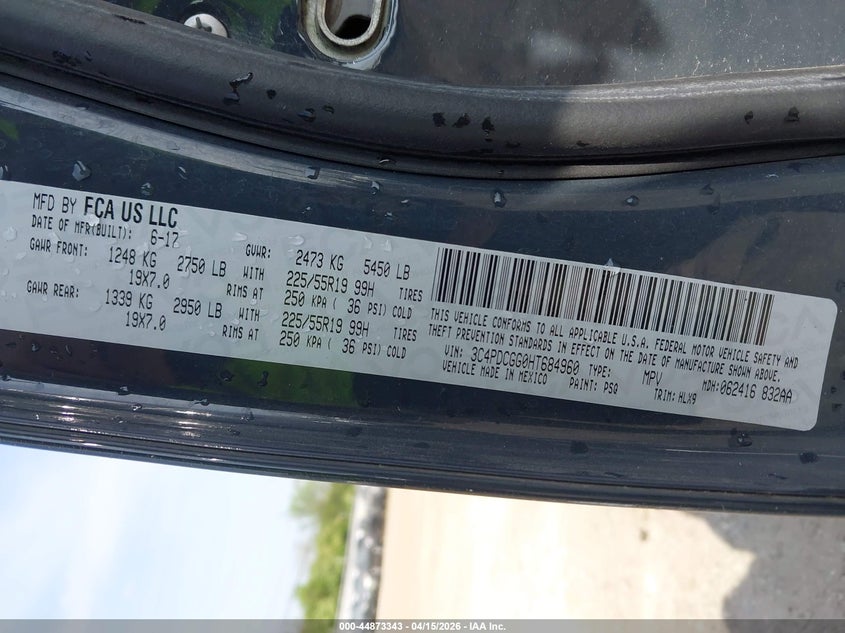 MFD BY FCA US LLC
DATE OF MFR(BUILT): 6-17 GVWR: 2473 KG 5450 LB
GAWR FRONT: 1248 KG 2750 LB WITH 225/55R19 99H TIRES
19X7.0 RIMS AT 250 KPA ( 36 PSI) COLD
GAWR REAR: 1339 KG 2950 LB WITH 225/55R19 99H TIRES
19X7.0 RIMS AT 250 KPA ( 36 PSI) COLD
THIS VEHICLE CONFORMS TO ALL APPLICABLE U.S.A. FEDERAL MOTOR VEHICLE SAFETY AND
THEFT PREVENTION STANDARDS IN EFFECT ON THE DATE OF MANUFACTURE SHOWN ABOVE.
VIN: 3C4PDCGG0HT684960 TYPE: MPV MDH:062416 832AA
VEHICLE MADE IN MEXICO PAINT: PSQ TRIM: HLX9
000-44873343 - 04/15/2026 - IAA Inc.